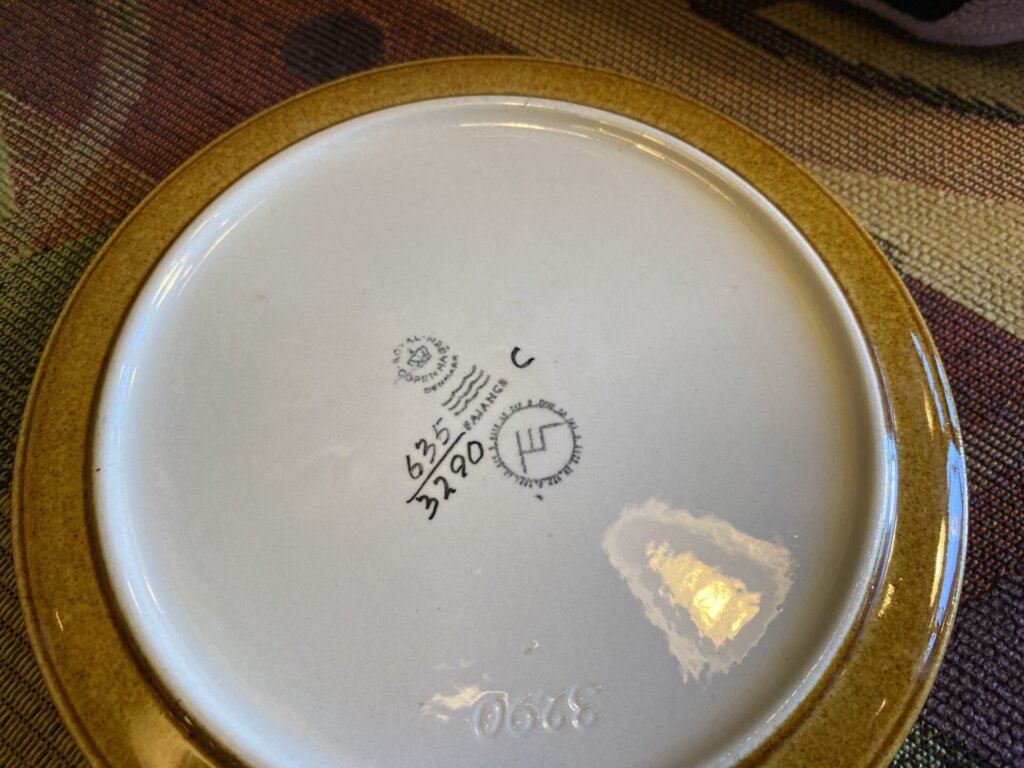 ROYAL
COPENHAGEN
DENMARK
FAJANCE
C
635
3290
3290